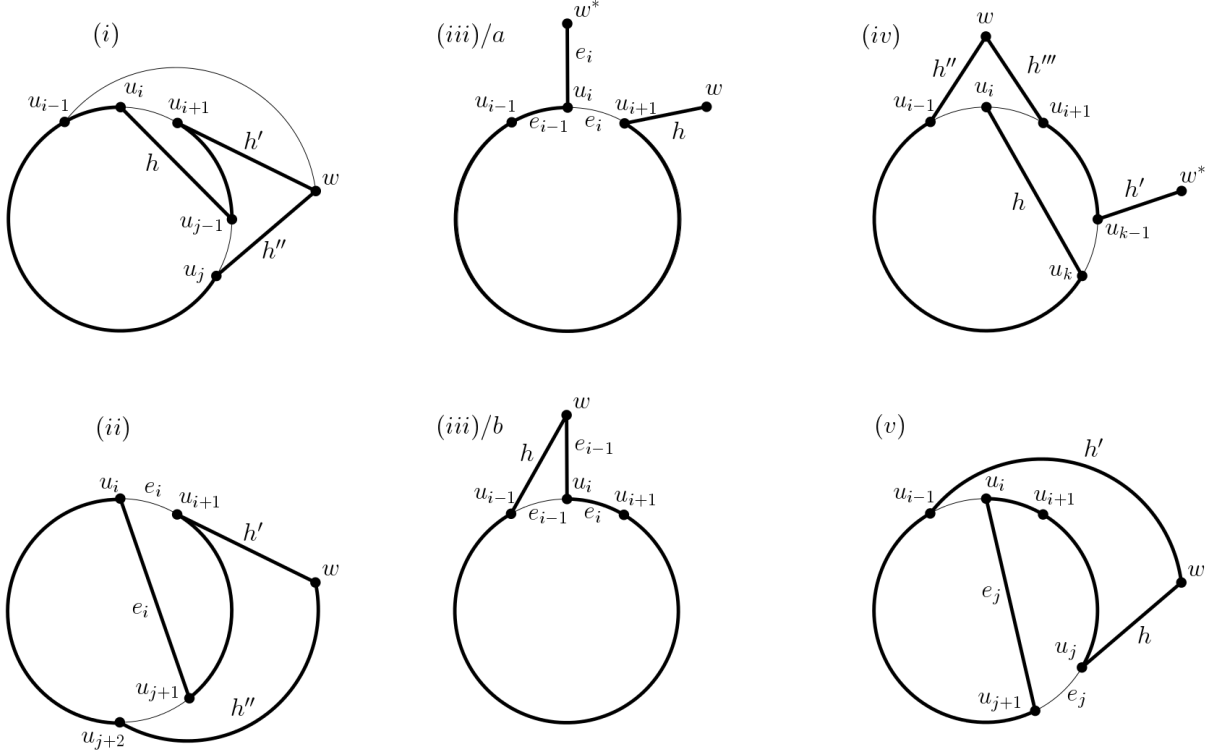 (i)
u_{i−1}
u_i
u_{i+1}
h'
h
w
u_{j−1}
h''
u_j
(iii)/a
w*
e_i
u_{i−1}
u_i
u_{i+1}
w
e_{i−1}
e_i
h
(iv)
w
h''
h'''
u_{i−1}
u_i
u_{i+1}
w*
h'
h
u_{k−1}
u_k
(ii)
u_i
e_i
u_{i+1}
h'
w
e_i
u_{j+1}
h''
u_{j+2}
(iii)/b
w
h
e_{i−1}
u_{i−1}
u_i
u_{i+1}
e_{i−1}
e_i
(v)
h'
u_{i−1}
u_i
u_{i+1}
w
e_j
h
u_j
u_{j+1}
e_j